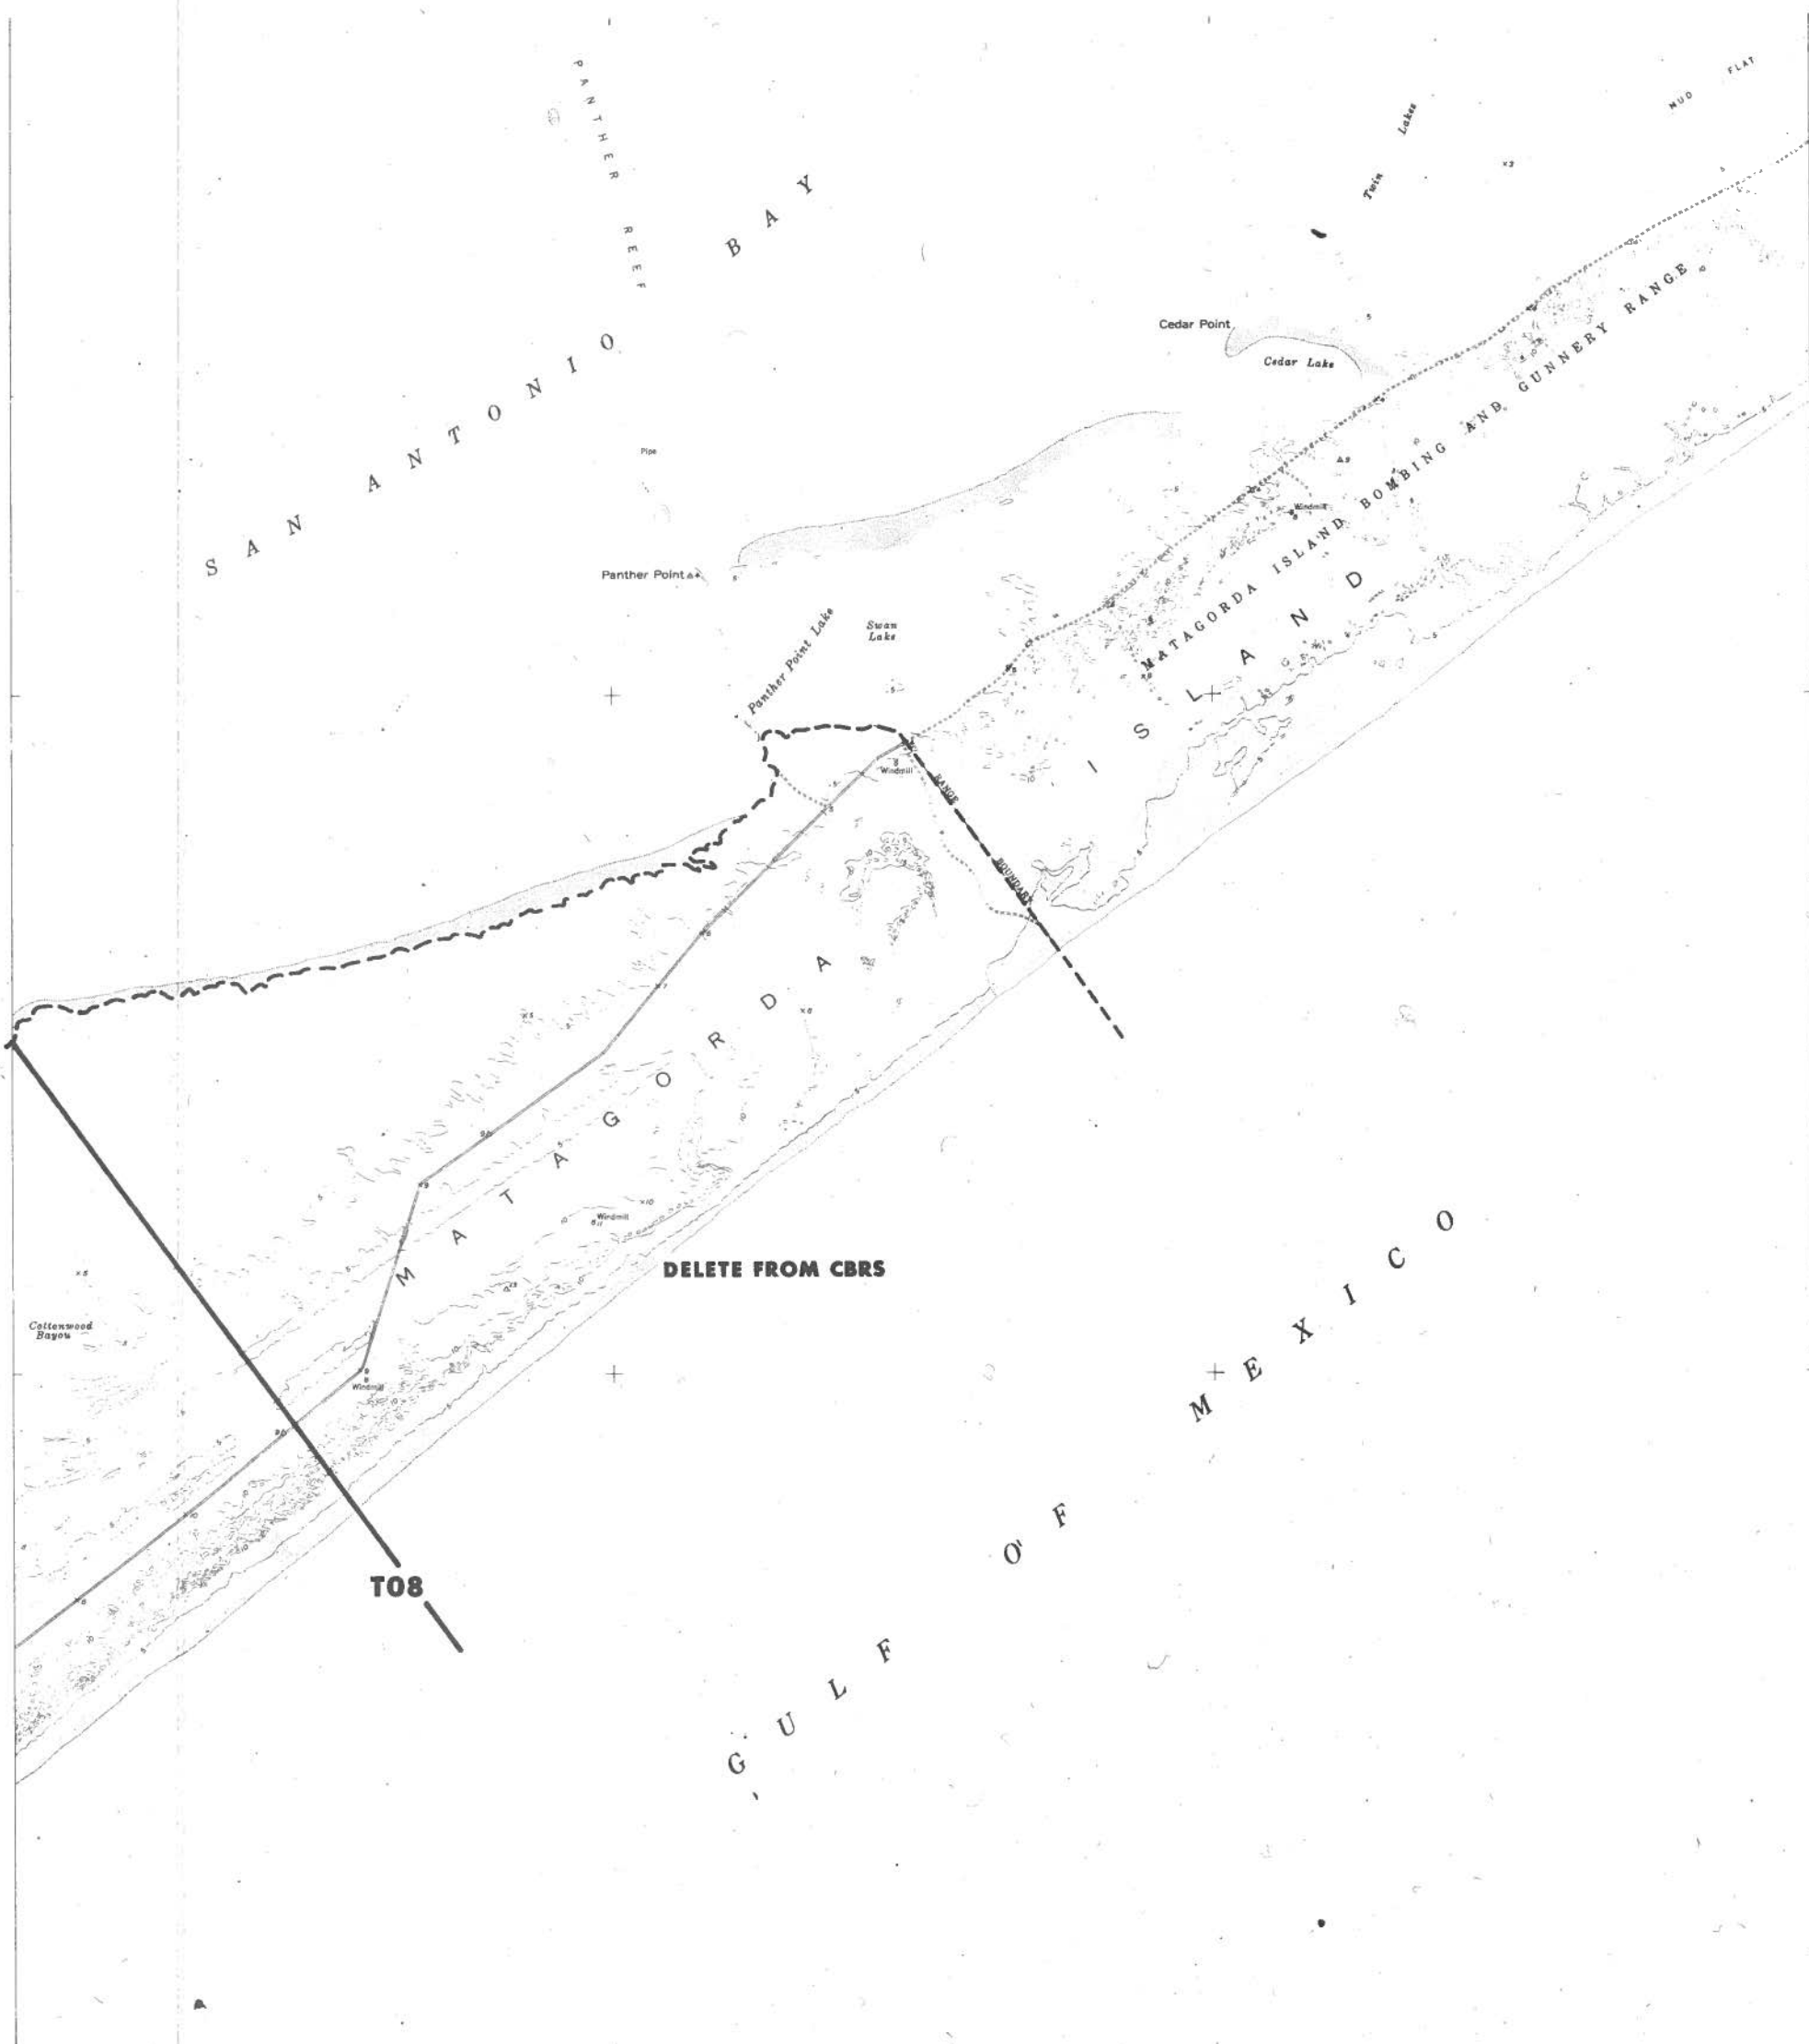 PANTHER REEF
SAN ANTONIO BAY
Twin Lakes
MUD FLAT
Cedar Point
Cedar Lake
Pipe
Panther Point
Panther Point Lake
Swan
Lake
MATAGORDA ISLAND BOMBING AND GUNNERY RANGE
Windmill
MATAGORDA ISLAND
Windmill
RANGE
BOUNDARY
Windmill
DELETE FROM CBRS
Cottonwood
Bayou
Windmill
T08
GULF OF MEXICO